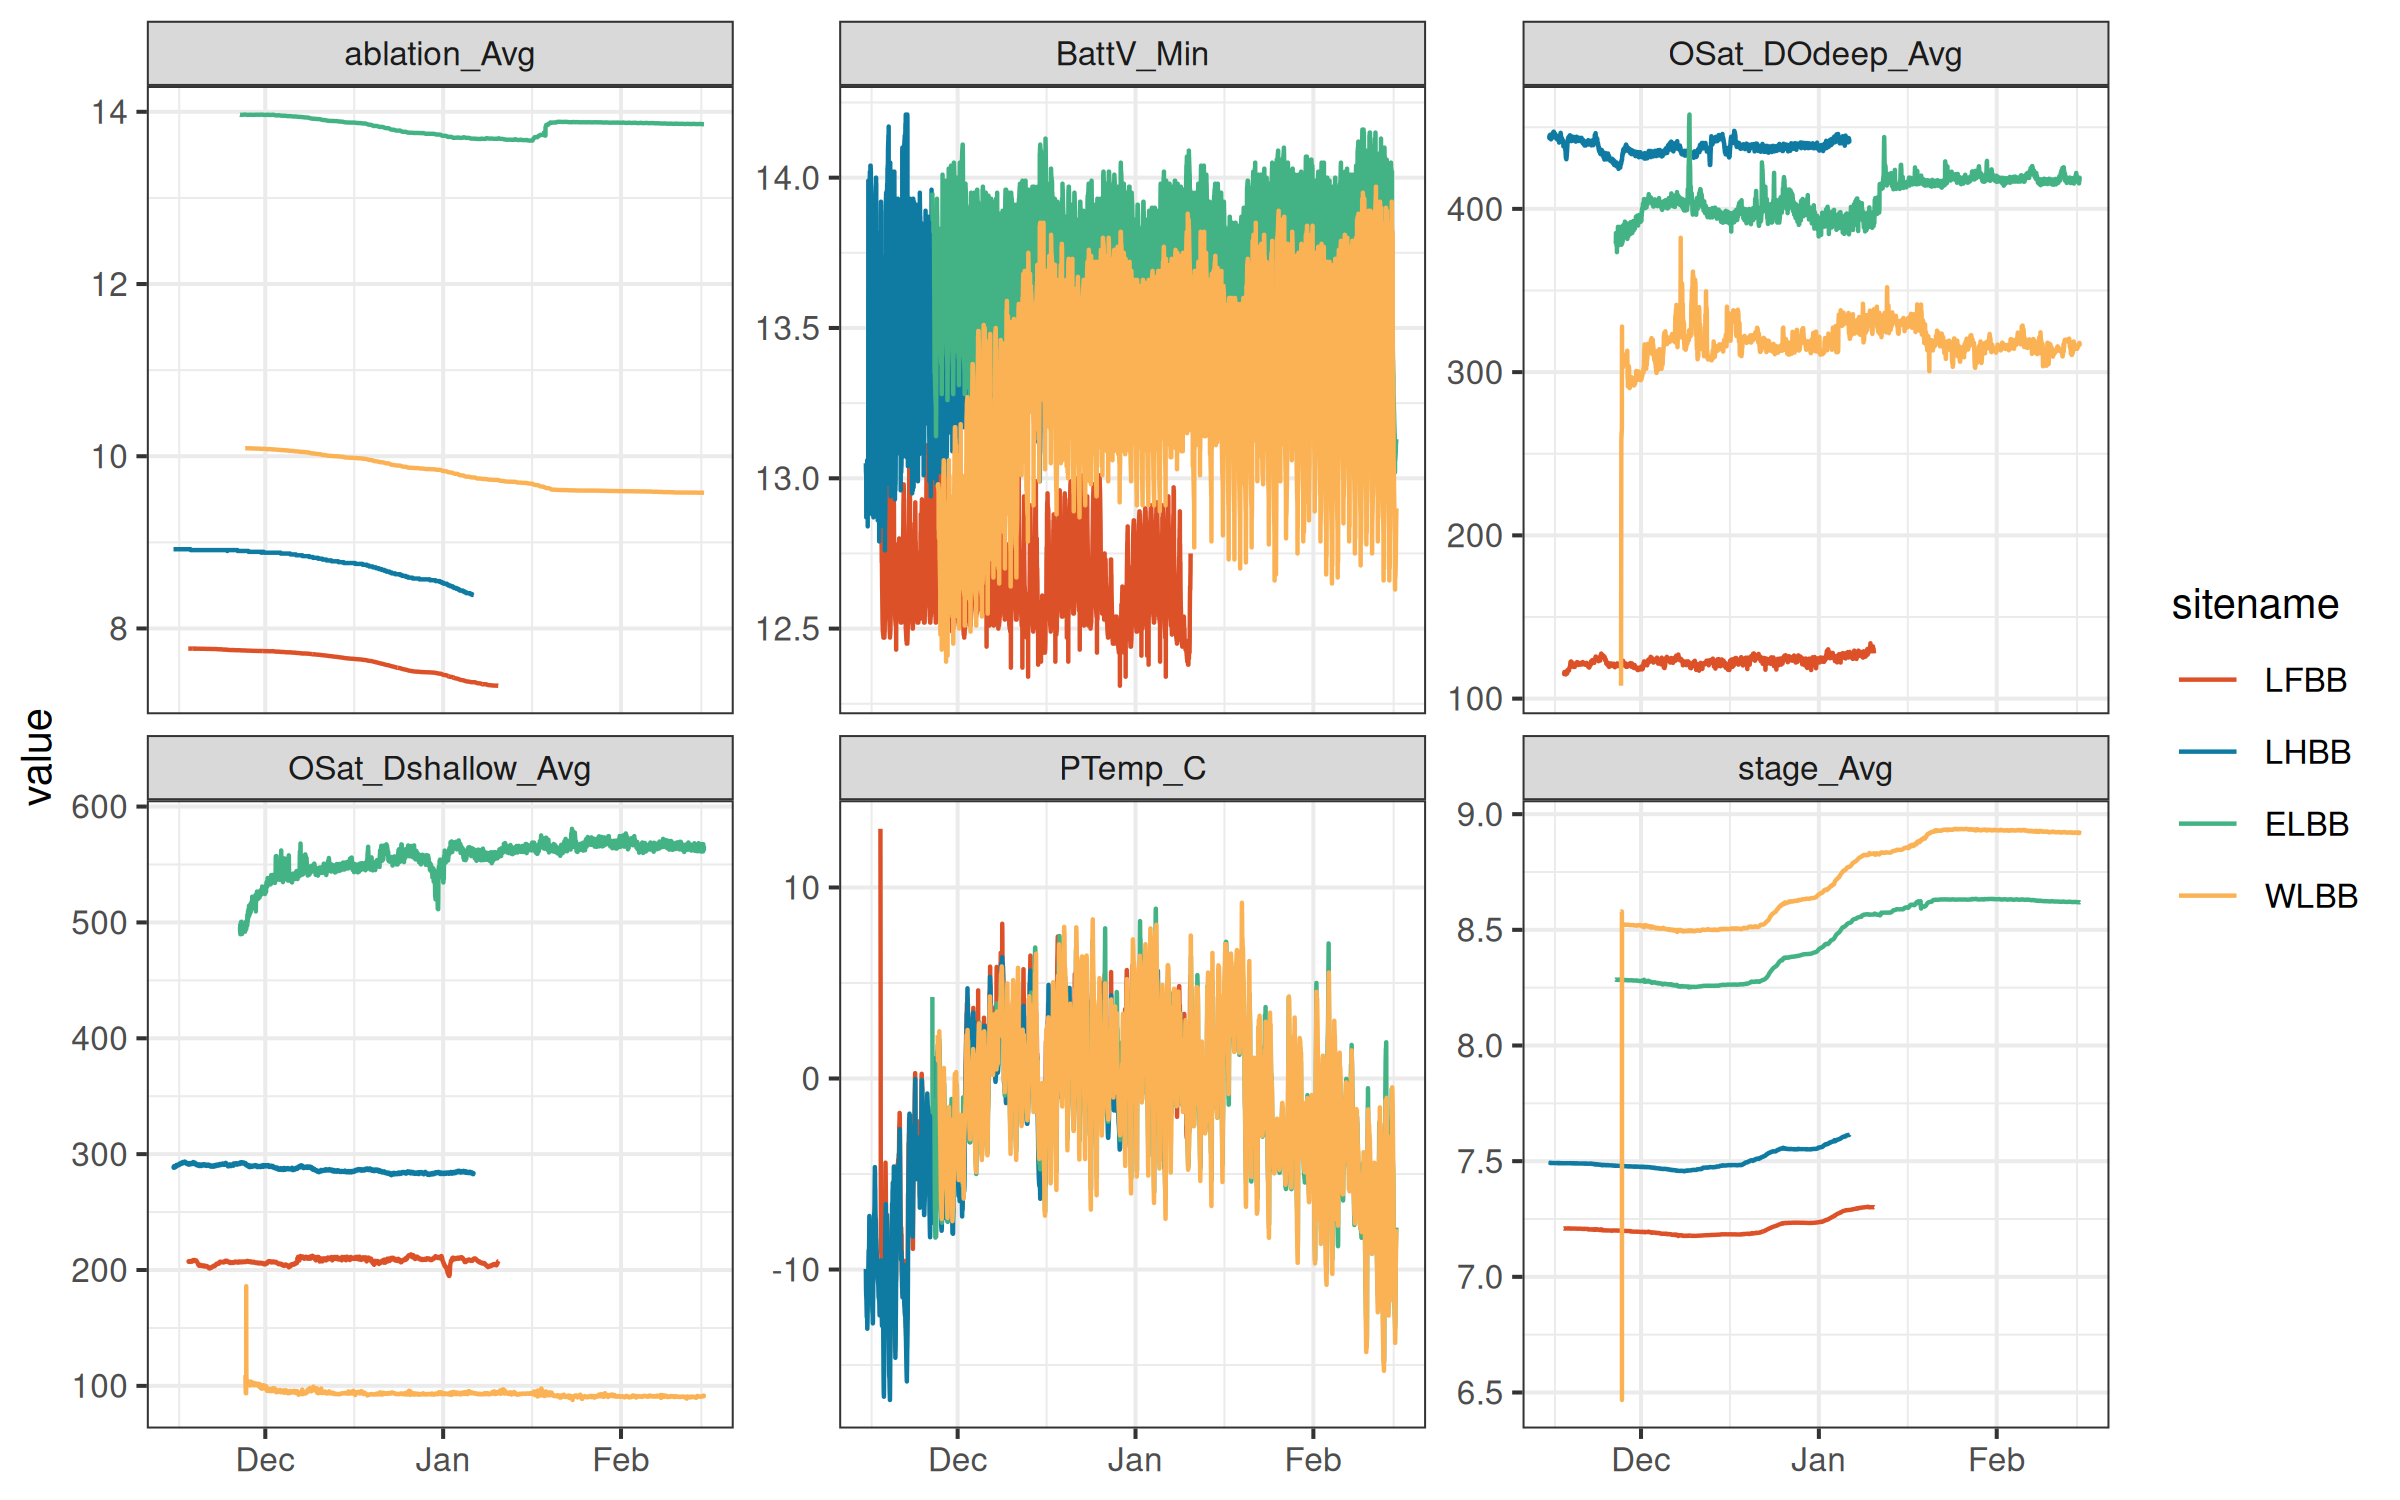 ablation_Avg
BattV_Min
OSat_DOdeep_Avg
14
12
10
8
14.0
13.5
13.0
12.5
400
300
200
100
value
OSat_Dshallow_Avg
PTemp_C
stage_Avg
600
500
400
300
200
100
10
0
-10
9.0
8.5
8.0
7.5
7.0
6.5
Dec Jan Feb
Dec Jan Feb
Dec Jan Feb
sitename
LFBB
LHBB
ELBB
WLBB